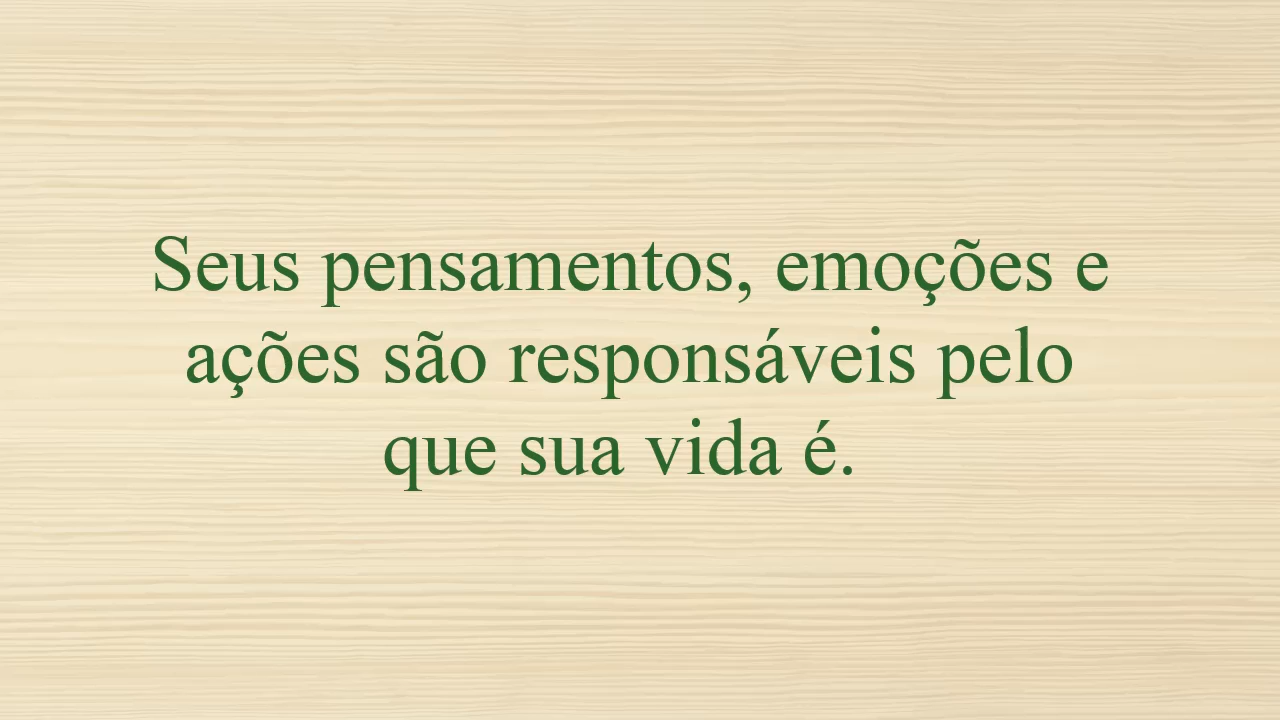 Seus pensamentos, emoções e
ações são responsáveis pelo
que sua vida é.